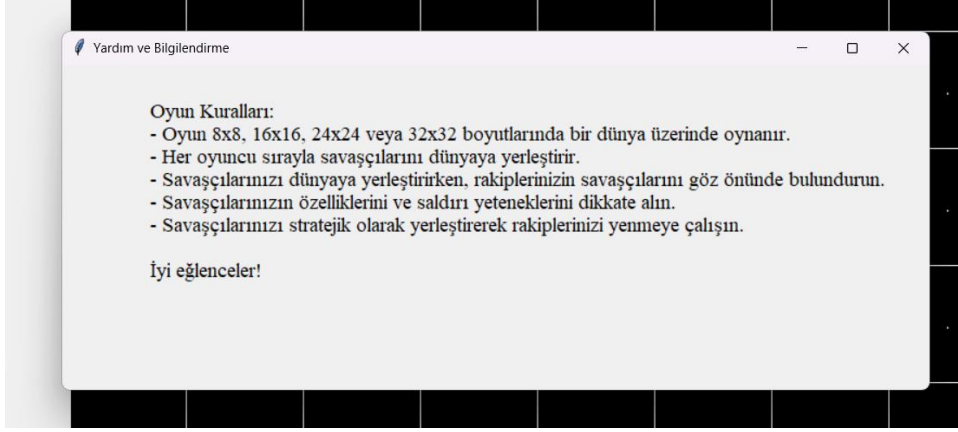 Yardım ve Bilgilendirme
Oyun Kuralları:
- Oyun 8x8, 16x16, 24x24 veya 32x32 boyutlarında bir dünya üzerinde oynanır.
- Her oyuncu sırayla savaşçılarını dünyaya yerleştirir.
- Savaşçılarınızı dünyaya yerleştirirken, rakiplerinizin savaşçılarını göz önünde bulundurun.
- Savaşçılarınızın özelliklerini ve saldırı yeteneklerini dikkate alın.
- Savaşçılarınızı stratejik olarak yerleştirerek rakiplerinizi yenmeye çalışın.
İyi eğlenceler!